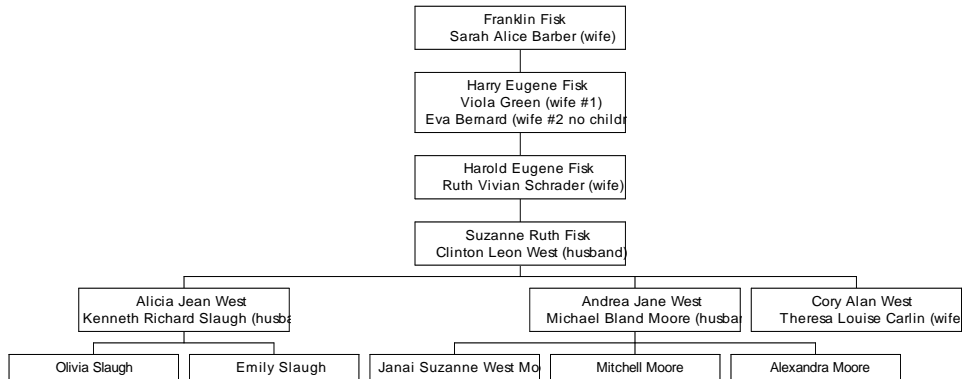 Franklin Fisk
Sarah Alice Barber (wife)
Harry Eugene Fisk
Viola Green (wife #1)
Eva Bernard (wife #2 no childr
Harold Eugene Fisk
Ruth Vivian Schrader (wife)
Suzanne Ruth Fisk
Clinton Leon West (husband)
Alicia Jean West
Kenneth Richard Slaugh (husba
Andrea Jane West
Michael Bland Moore (husba
Cory Alan West
Theresa Louise Carlin (wife
Olivia Slaugh
Emily Slaugh
Janai Suzanne West Mo
Mitchell Moore
Alexandra Moore